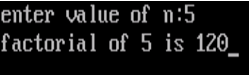 enter value of n:5
factorial of 5 is 120_